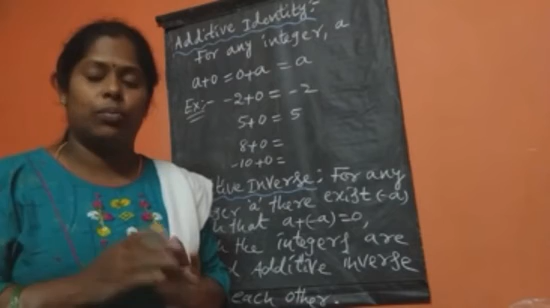 Additive Identity:-
For any integer, a
a+0 = 0+a = a
Ex:- -2+0 = -2
5+0 = 5
8+0 =
-10+0=
tive Inverse: For any
ger 'a' there exist (-a)
that a+(-a)=0,
the integers are
Additive inverse
each other.